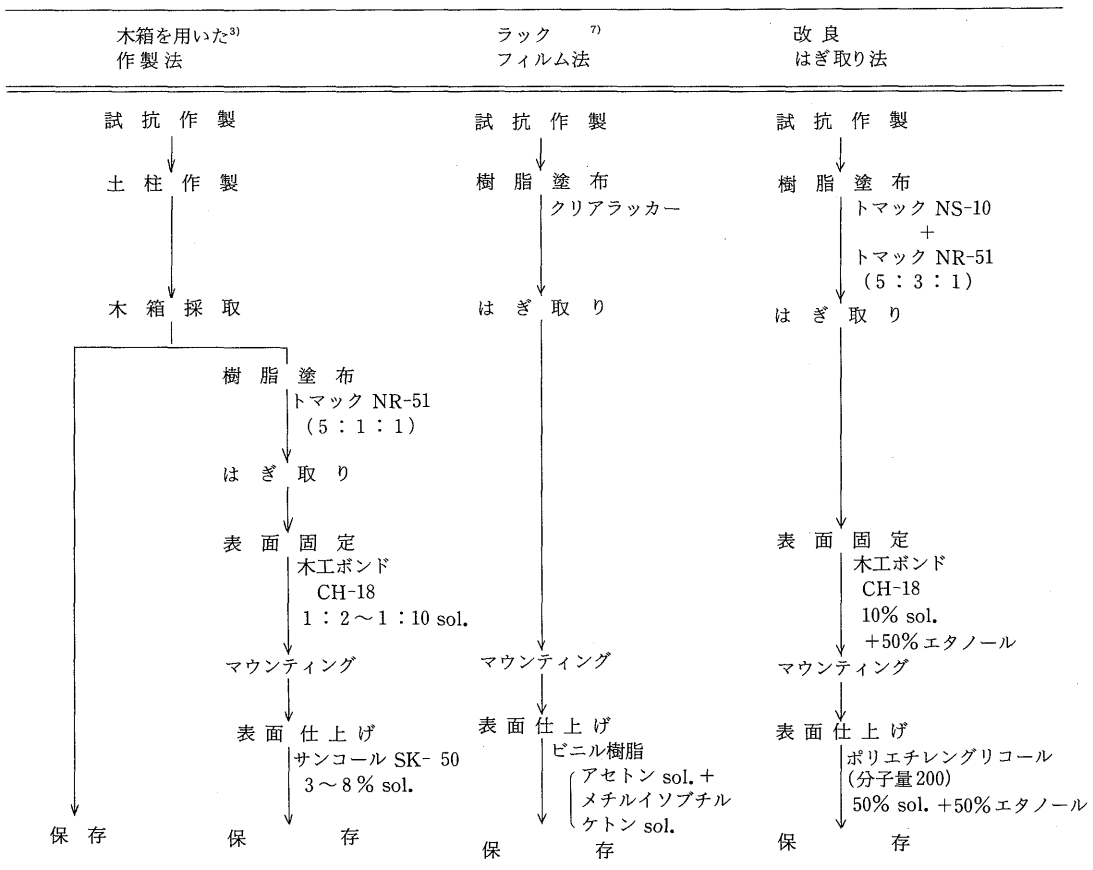 木箱を用いた3)
作製法
試抗作製
土柱作製
木箱採取
樹脂塗布
トマック NR-51
(5:1:1)
はぎ取り
表面固定
木工ボンド
CH-18
1:2～1:10 sol.
マウンティング
表面仕上げ
サンコール SK-50
3～8% sol.
保存
保存
ラック 7)
フィルム法
試抗作製
樹脂塗布
クリアラッカー
はぎ取り
マウンティング
表面仕上げ
ビニル樹脂
アセトン sol. +
メチルイソブチル
ケトン sol.
保存
改良
はぎ取り法
試抗作製
樹脂塗布
トマック NS-10
+
トマック NR-51
(5:3:1)
はぎ取り
表面固定
木工ボンド
CH-18
10% sol.
+50%エタノール
マウンティング
表面仕上げ
ポリエチレングリコール
(分子量200)
50% sol. +50%エタノール
保存